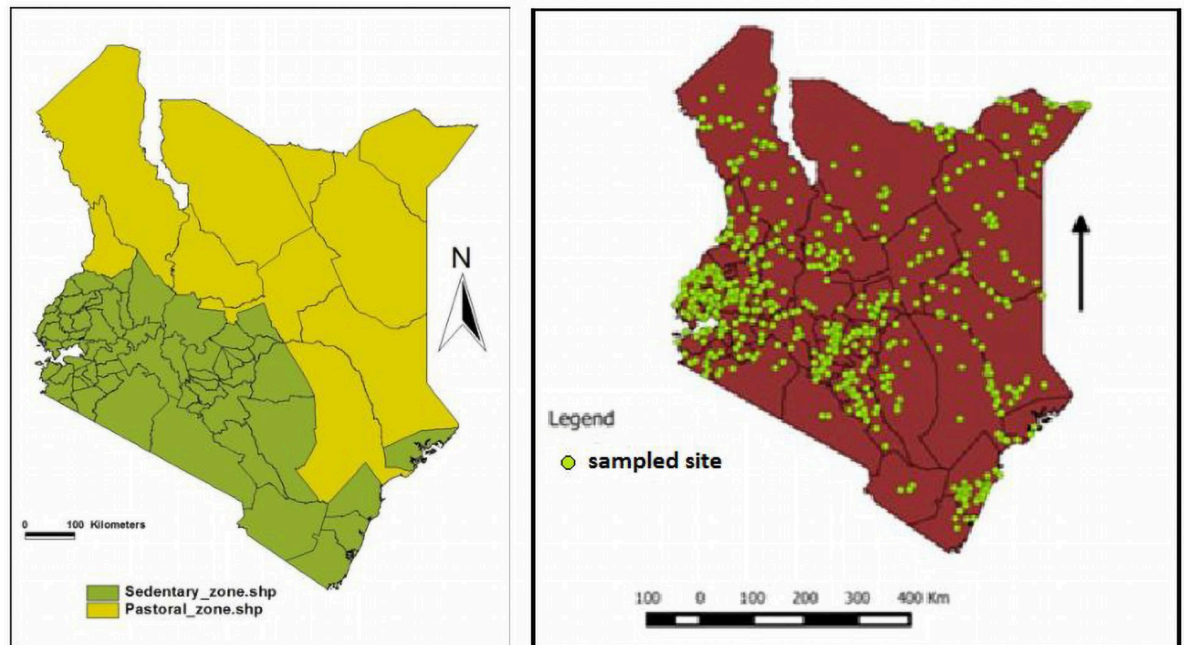 N
0 100 Kilometers
Sedentary_zone.shp
Pastoral_zone.shp
Legend
sampled site
100 0 100 200 300 400 Km